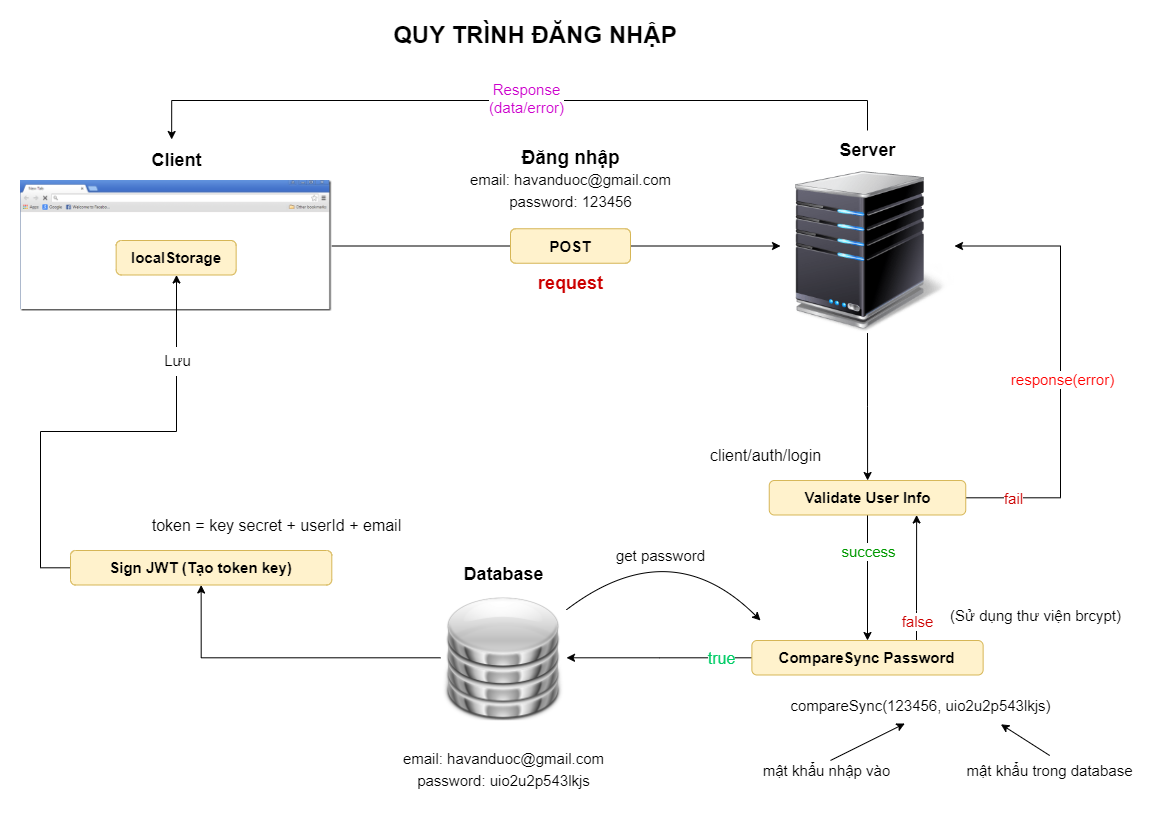 QUY TRÌNH ĐĂNG NHẬP
Response
(data/error)
Client
Đăng nhập
Server
email: havanduoc@gmail.com
password: 123456
New Tab
Apps
Google
Other bookmarks
localStorage
POST
request
Lưu
response(error)
client/auth/login
Validate User Info
fail
token = key secret + userId + email
success
get password
Sign JWT (Tạo token key)
Database
false
(Sử dụng thư viện brcypt)
true
CompareSync Password
compareSync(123456, uio2u2p543lkjs)
email: havanduoc@gmail.com
password: uio2u2p543lkjs
mật khẩu nhập vào
mật khẩu trong database